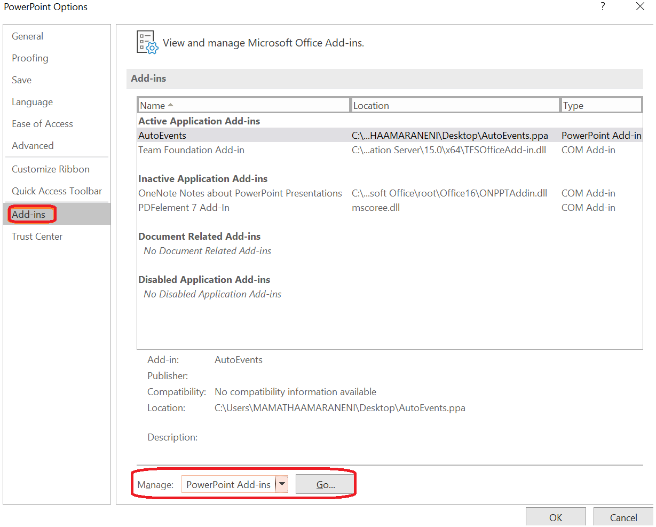 PowerPoint Options ? ×
General
Proofing
Save
Language
Ease of Access
Advanced
Customize Ribbon
Quick Access Toolbar
Add-ins
Trust Center
View and manage Microsoft Office Add-ins.
Add-ins
Name Location Type
Active Application Add-ins
AutoEvents C:\...HAAMARANENI\Desktop\AutoEvents.ppa PowerPoint Add-in
Team Foundation Add-in C:\...ation Server\15.0\x64\TFSOfficeAdd-in.dll COM Add-in
Inactive Application Add-ins
OneNote Notes about PowerPoint Presentations C:\...soft Office\root\Office16\ONPPTAddin.dll COM Add-in
PDFelement 7 Add-In mscoree.dll COM Add-in
Document Related Add-ins
No Document Related Add-ins
Disabled Application Add-ins
No Disabled Application Add-ins
Add-in: AutoEvents
Publisher:
Compatibility: No compatibility information available
Location: C:\Users\MAMATHAAMARANENI\Desktop\AutoEvents.ppa
Description:
Manage: PowerPoint Add-ins Go...
OK Cancel